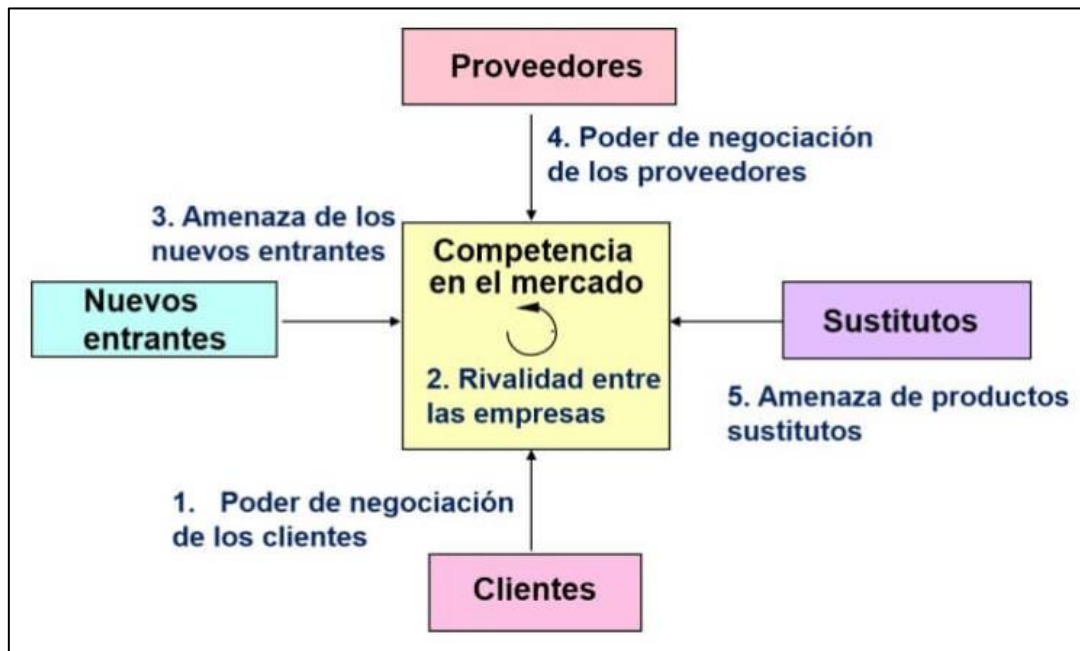 Proveedores
4. Poder de negociación
de los proveedores
3. Amenaza de los
nuevos entrantes
Competencia
en el mercado
Nuevos
entrantes
Sustitutos
2. Rivalidad entre
las empresas
5. Amenaza de productos
sustitutos
1. Poder de negociación
de los clientes
Clientes